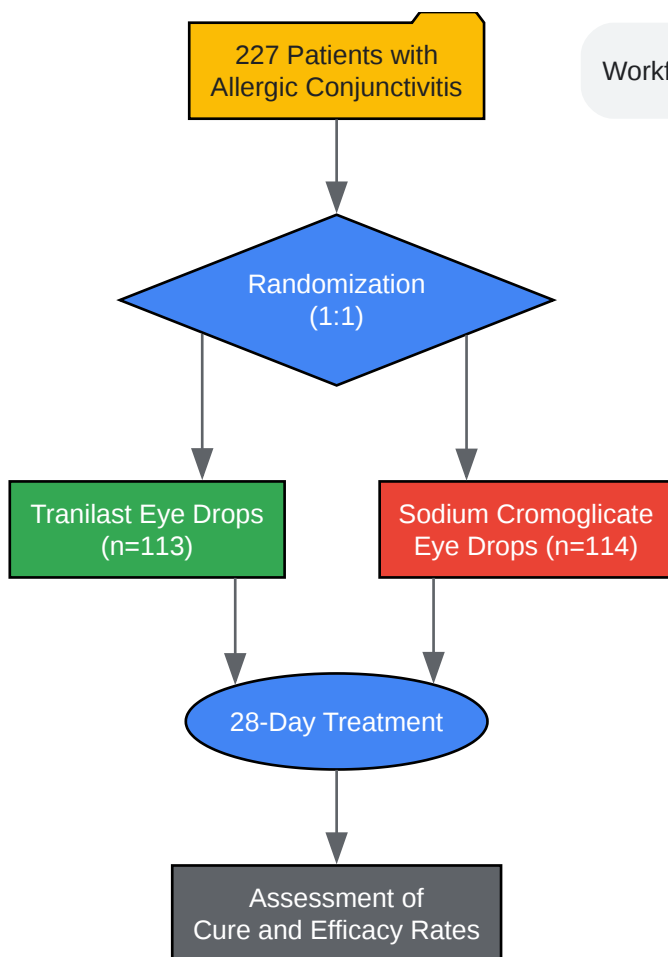 227 Patients with
Allergic Conjunctivitis
Randomization
(1:1)
Tranilast Eye Drops
(n=113)
Sodium Cromoglicate
Eye Drops (n=114)
28-Day Treatment
Assessment of
Cure and Efficacy Rates